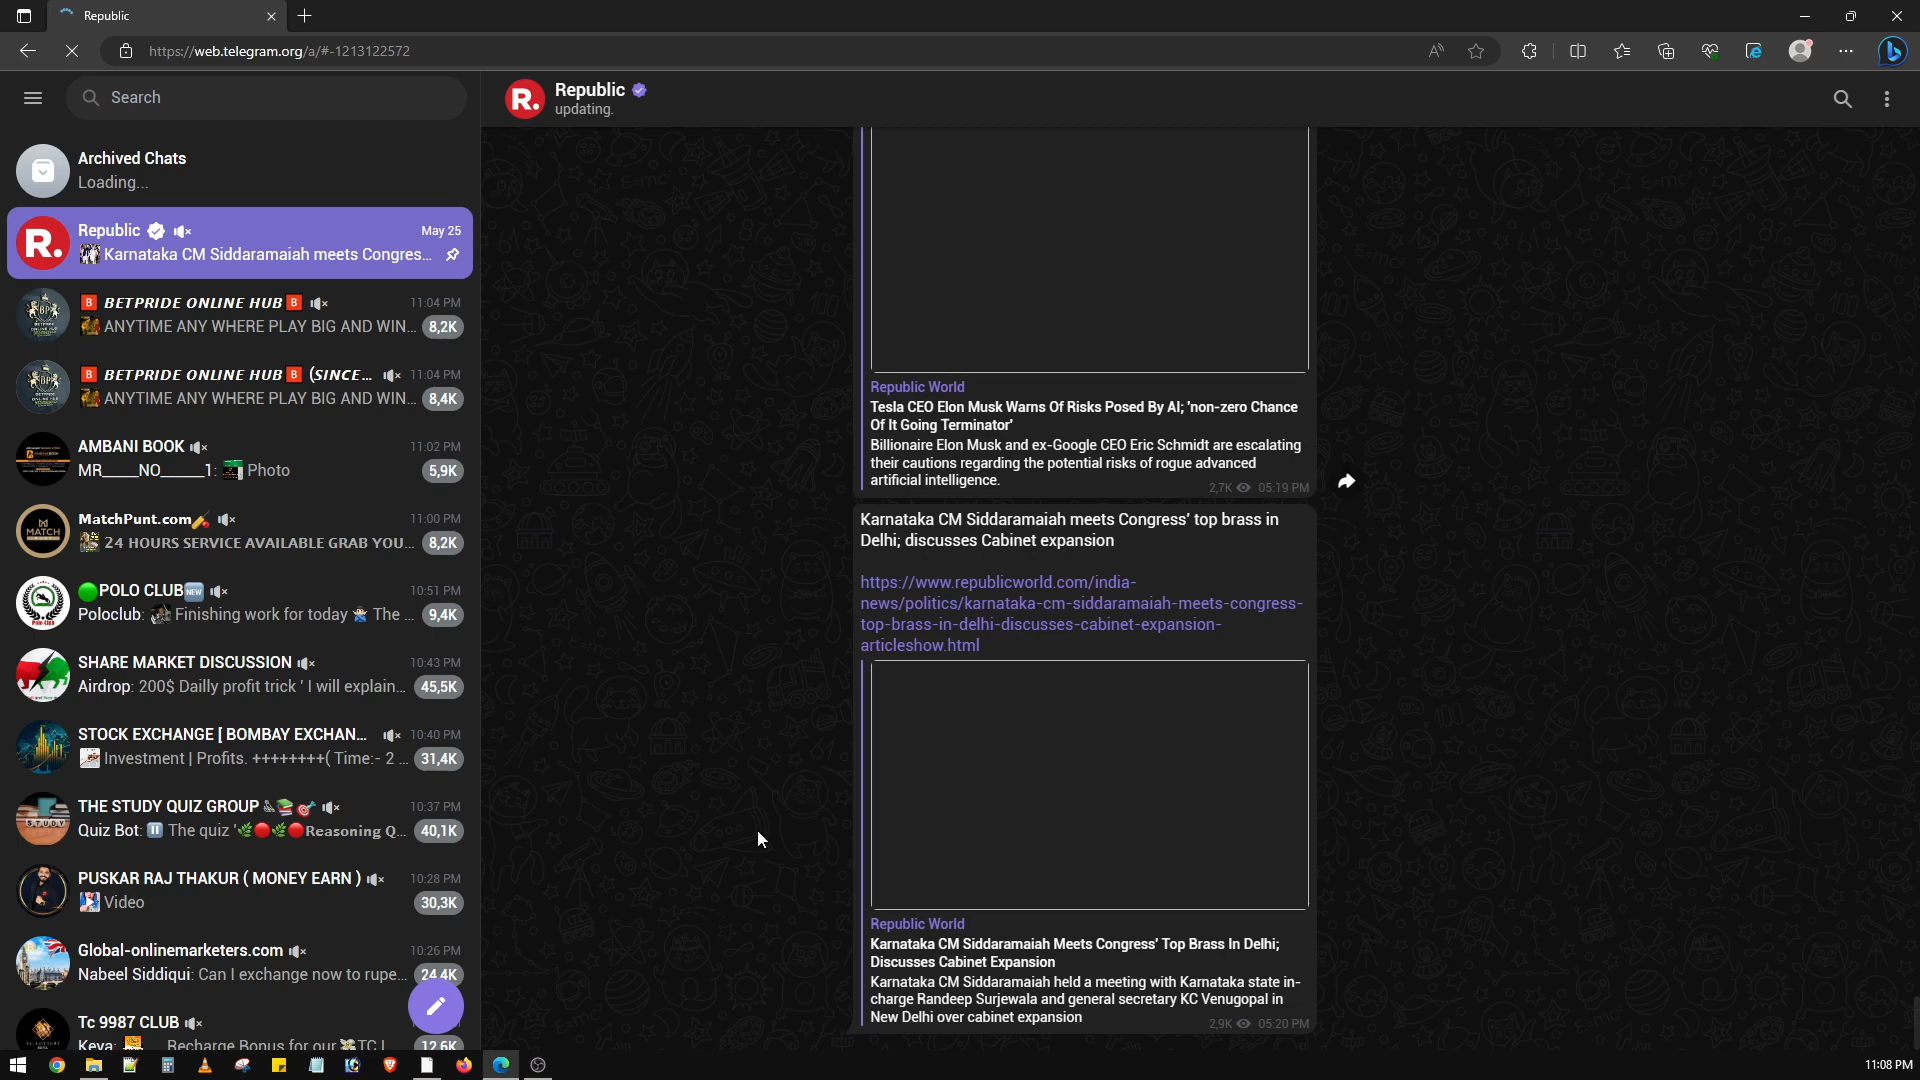 Republic
https://web.telegram.org/a/#-1213122572
Search
R.
Republic
updating.
Archived Chats
Loading...
R.
Republic
May 25
Karnataka CM Siddaramaiah meets Congres...
B BETPRIDE ONLINE HUB B
11:04 PM
ANYTIME ANY WHERE PLAY BIG AND WIN...
8,2K
B BETPRIDE ONLINE HUB B (SINCE...
11:04 PM
ANYTIME ANY WHERE PLAY BIG AND WIN...
8,4K
AMBANI BOOK
11:02 PM
MR____NO____1: Photo
5,9K
MatchPunt.com
11:00 PM
24 HOURS SERVICE AVAILABLE GRAB YOU...
8,2K
POLO CLUB NEW
10:51 PM
Poloclub: Finishing work for today The ...
9,4K
SHARE MARKET DISCUSSION
10:43 PM
Airdrop: 200$ Dailly profit trick ' I will explain...
45,5K
STOCK EXCHANGE [ BOMBAY EXCHAN...
10:40 PM
Investment | Profits. ++++++++( Time:- 2 ...
31,4K
THE STUDY QUIZ GROUP
10:37 PM
Quiz Bot: The quiz ' Reasoning Q...
40,1K
PUSKAR RAJ THAKUR ( MONEY EARN )
10:28 PM
Video
30,3K
Global-onlinemarketers.com
10:26 PM
Nabeel Siddiqui: Can I exchange now to rupe...
24,4K
Tc 9987 CLUB
Keya: Recharge Bonus for our TC L
12,6K
Republic World
Tesla CEO Elon Musk Warns Of Risks Posed By AI; 'non-zero Chance
Of It Going Terminator'
Billionaire Elon Musk and ex-Google CEO Eric Schmidt are escalating
their cautions regarding the potential risks of rogue advanced
artificial intelligence.
2,7K 05:19 PM
Karnataka CM Siddaramaiah meets Congress' top brass in
Delhi; discusses Cabinet expansion
https://www.republicworld.com/india-
news/politics/karnataka-cm-siddaramaiah-meets-congress-
top-brass-in-delhi-discusses-cabinet-expansion-
articleshow.html
Republic World
Karnataka CM Siddaramaiah Meets Congress' Top Brass In Delhi;
Discusses Cabinet Expansion
Karnataka CM Siddaramaiah held a meeting with Karnataka state in-
charge Randeep Surjewala and general secretary KC Venugopal in
New Delhi over cabinet expansion
2,9K 05:20 PM
11:08 PM